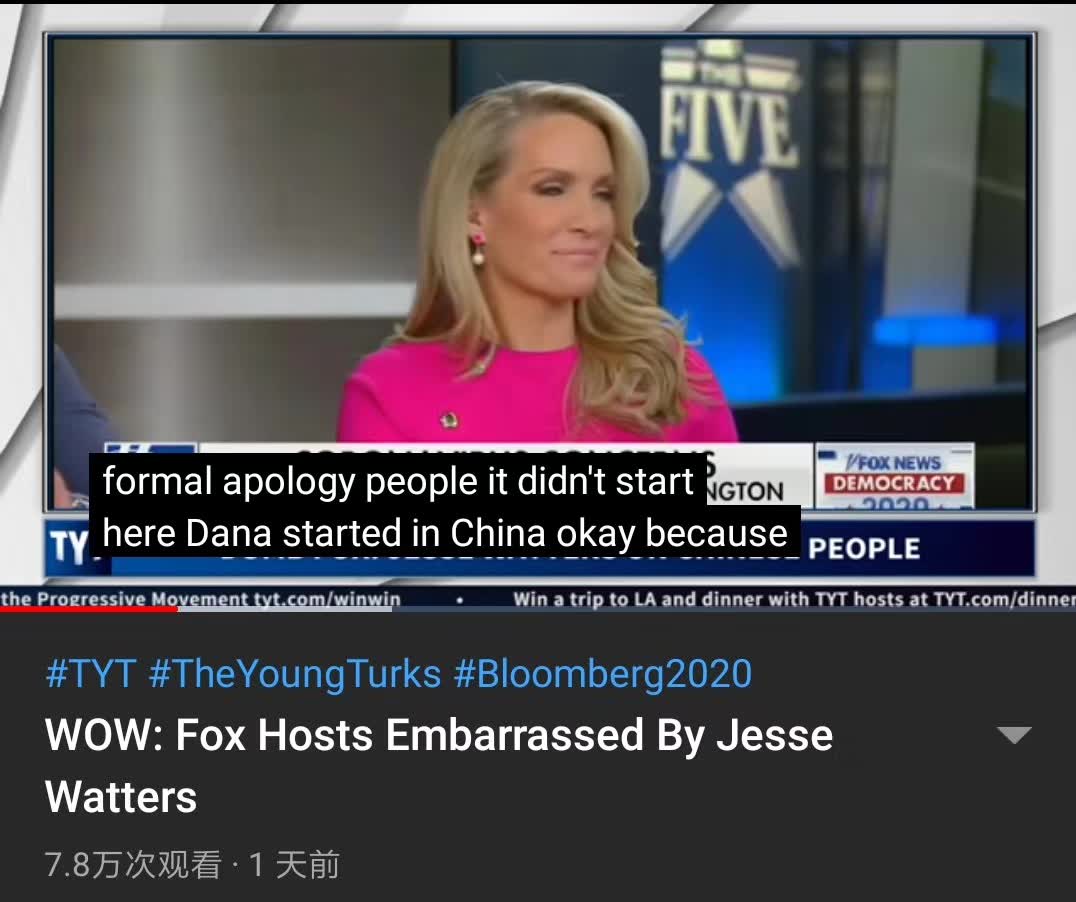 THE
FIVE
formal apology people it didn't start
NGTON
FOX NEWS
DEMOCRACY
2020
here Dana started in China okay because
TY
PEOPLE
the Progressive Movement tyt.com/winwin • Win a trip to LA and dinner with TYT hosts at TYT.com/dinner
#TYT #TheYoungTurks #Bloomberg2020
WOW: Fox Hosts Embarrassed By Jesse
Watters
7.8万次观看 · 1 天前